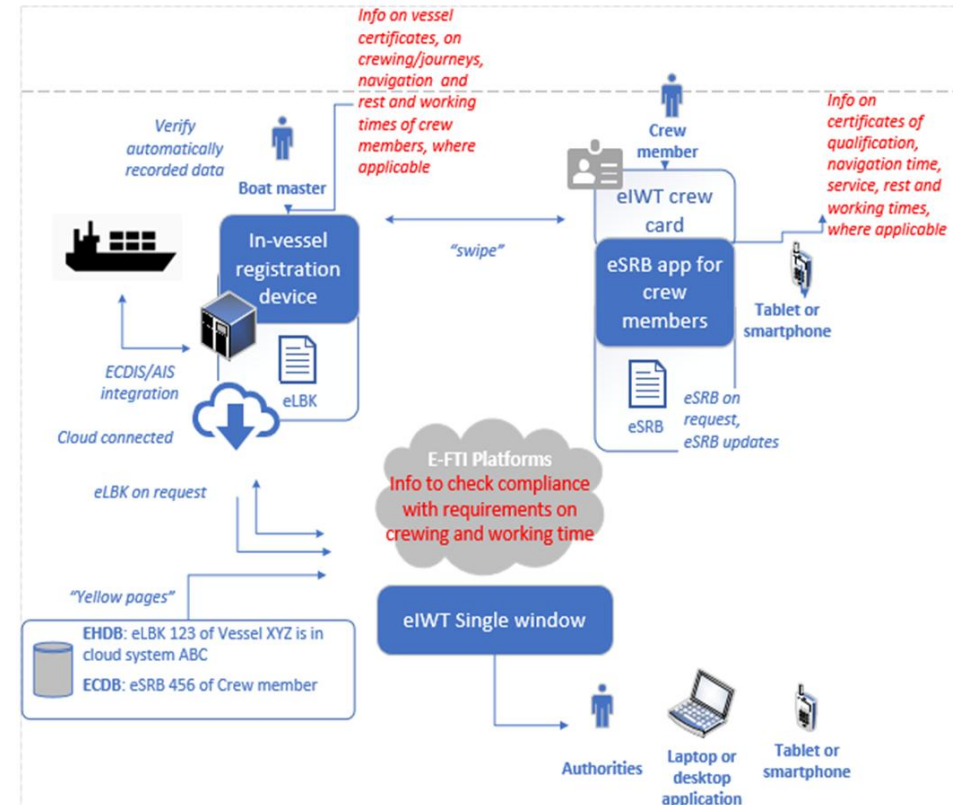 Info on vessel
certificates, on
crewing/journeys,
navigation and
rest and working
times of crew
members, where
applicable
Verify
automatically
recorded data
Boat master
Crew
member
Info on
certificates of
qualification,
navigation time,
service, rest and
working times,
where applicable
In-vessel
registration
device
"swipe"
eIWT crew
card
eSRB app for
crew
members
Tablet or
smartphone
ECDIS/AIS
integration
eLBK
eSRB
eSRB on
request,
eSRB updates
Cloud connected
eLBK on request
E-FTI Platforms
Info to check compliance
with requirements on
crewing and working time
"Yellow pages"
EHDB: eLBK 123 of Vessel XYZ is in
cloud system ABC
ECDB: eSRB 456 of Crew member
eIWT Single window
Authorities
Laptop or
desktop
application
Tablet or
smartphone